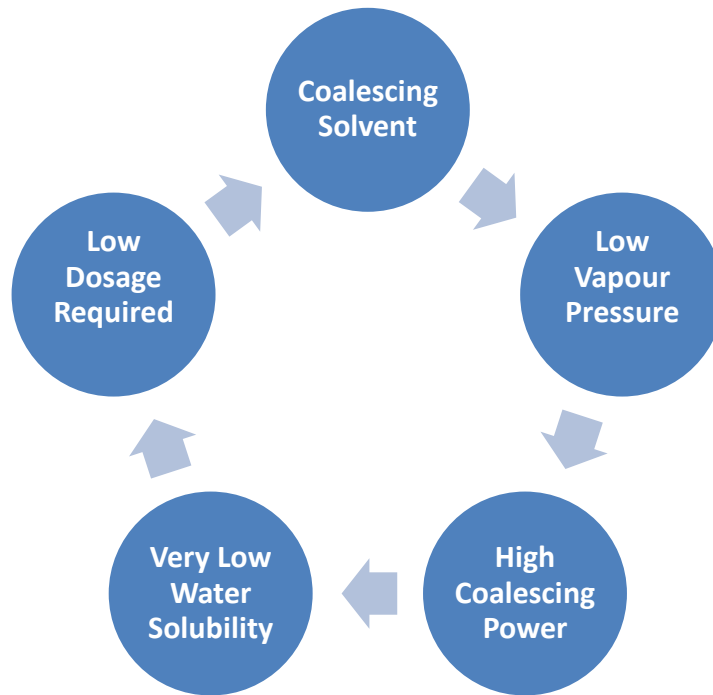 Coalescing
Solvent
Low
Vapour
Pressure
High
Coalescing
Power
Very Low
Water
Solubility
Low
Dosage
Required